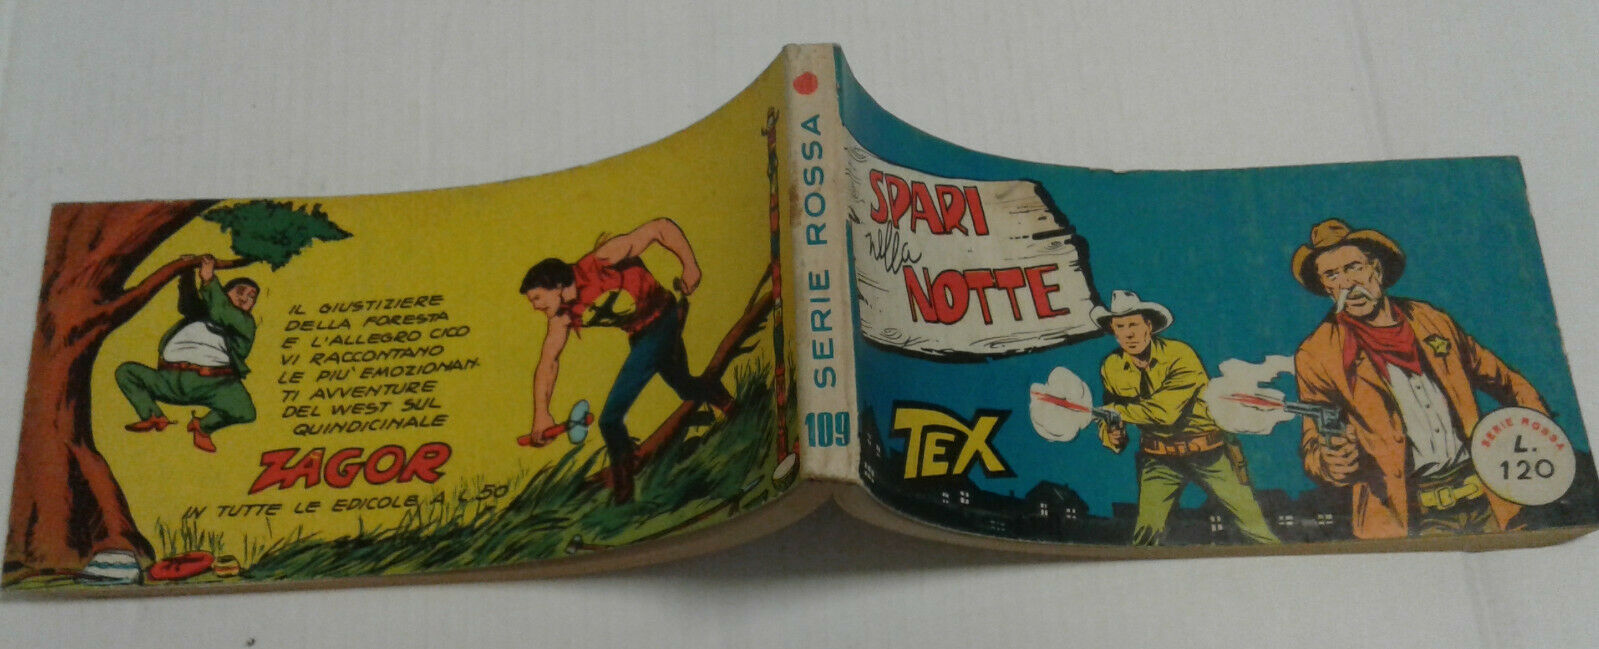 IL GIUSTIZIERE
DELLA FORESTA
E L'ALLEGRO CICO
VI RACCONTANO
LE PIU' EMOZIONAN-
TI AVVENTURE
DEL WEST SUL
QUINDICINALE
ZAGOR
IN TUTTE LE EDICOLE A L. 50
SERIE ROSSA
109
SPARI
nella
NOTTE
TEX
SERIE ROSSA
L.
120